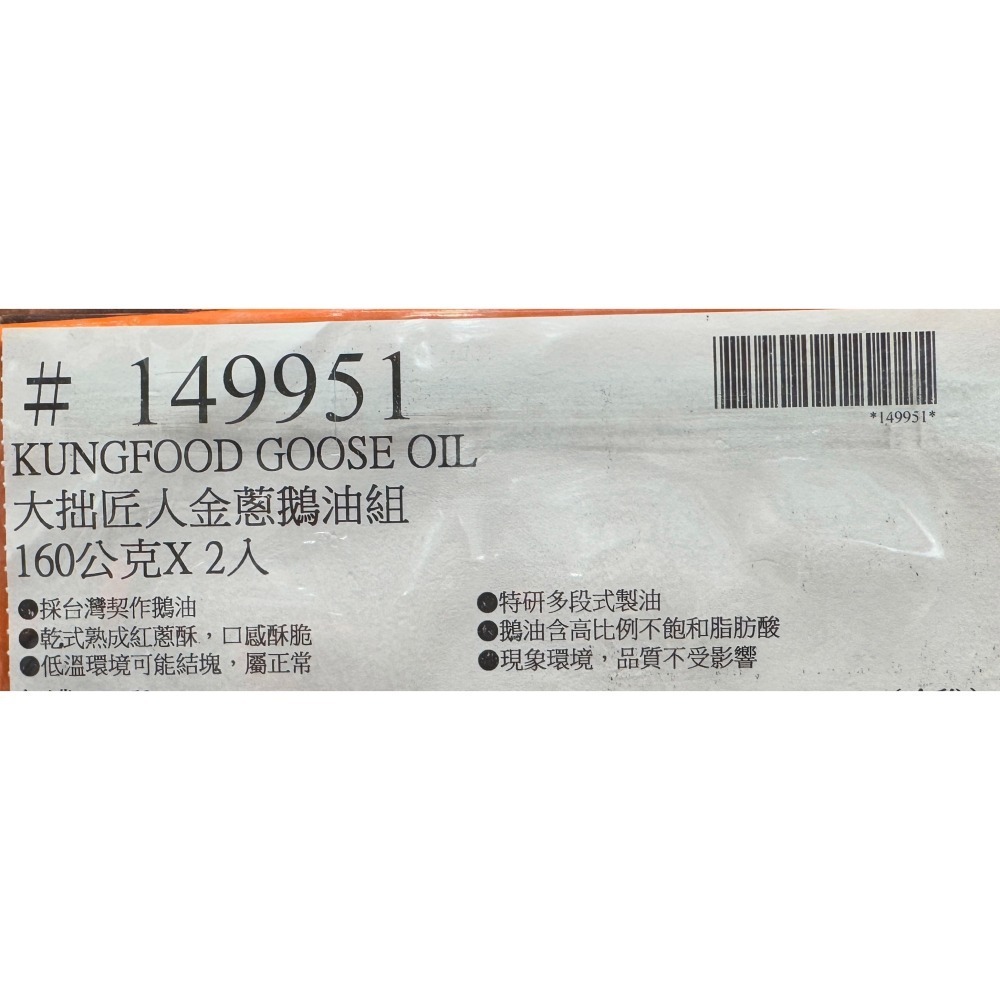 # 149951
*149951*
KUNGFOOD GOOSE OIL
大拙匠人金蔥鵝油組
160公克X 2入
●採台灣契作鵝油
●特研多段式製油
●乾式熟成紅蔥酥，口感酥脆
●鵝油含高比例不飽和脂肪酸
●低溫環境可能結塊，屬正常
●現象環境，品質不受影響